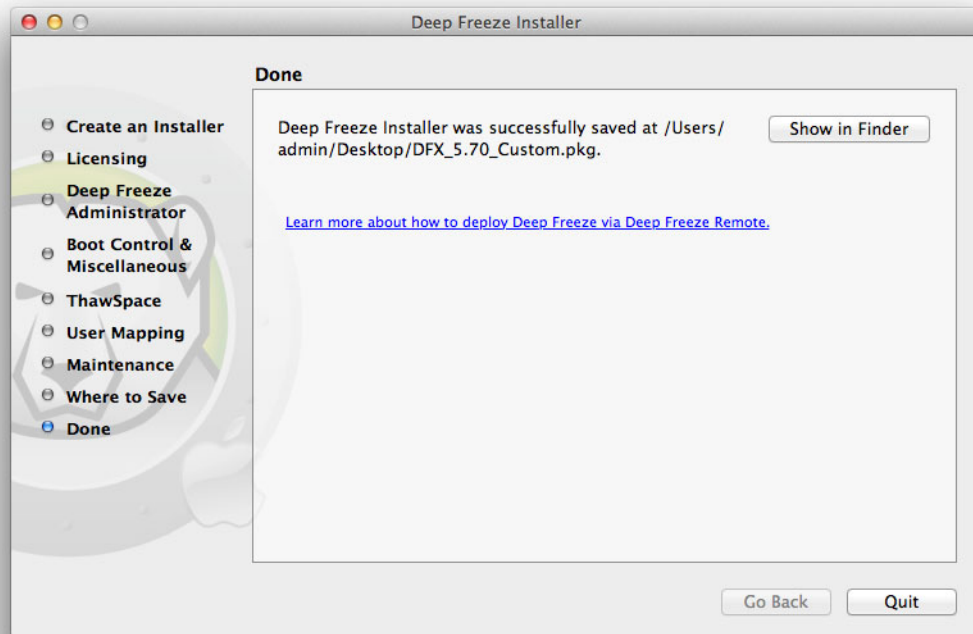 Deep Freeze Installer
Done
Create an Installer
Licensing
Deep Freeze
Administrator
Boot Control &
Miscellaneous
ThawSpace
User Mapping
Maintenance
Where to Save
Done
Deep Freeze Installer was successfully saved at /Users/
admin/Desktop/DFX_5.70_Custom.pkg.
Show in Finder
Learn more about how to deploy Deep Freeze via Deep Freeze Remote.
Go Back
Quit